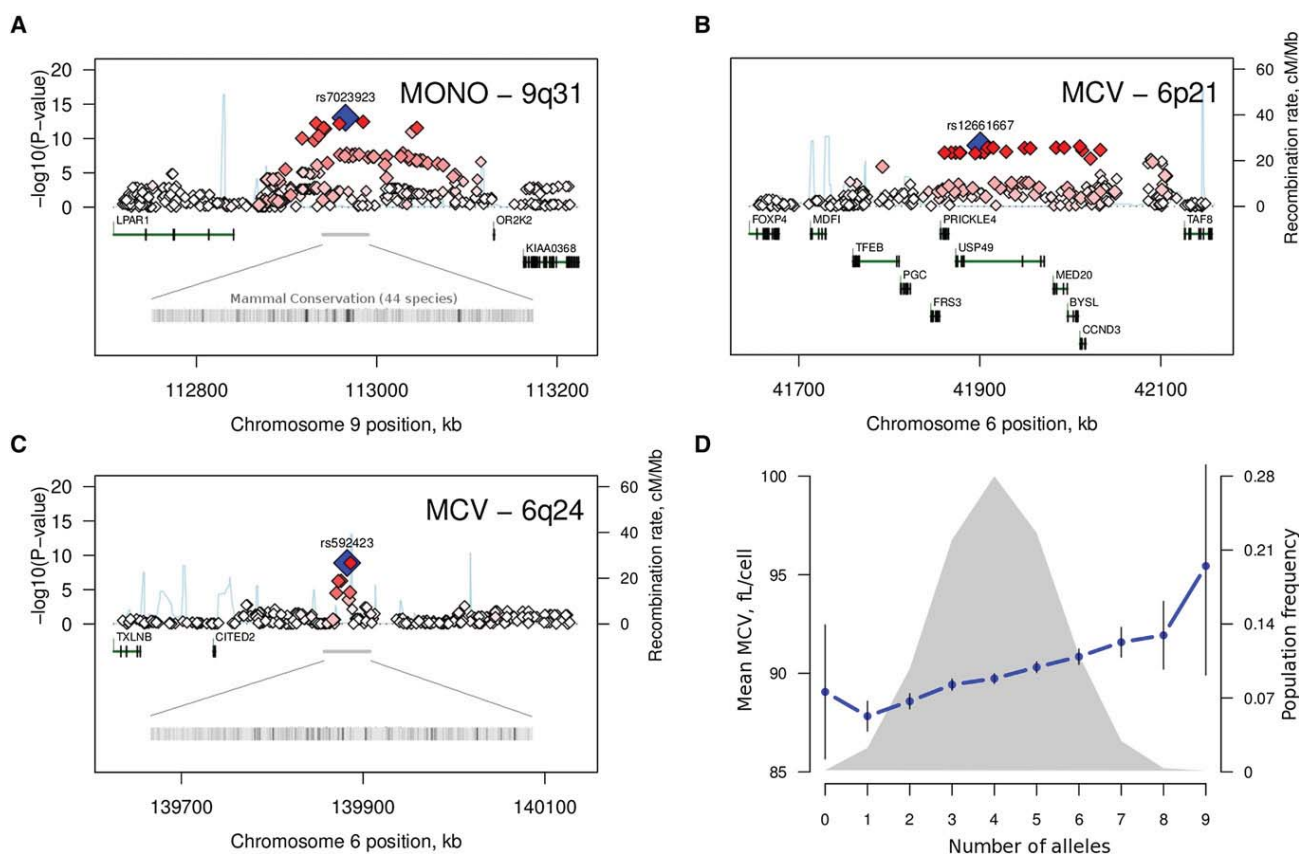 A
−log10(P−value)
20
15
10
5
0
MONO − 9q31
rs7023923
LPAR1
OR2K2
KIAA0368
Mammal Conservation (44 species)
112800
113000
113200
Chromosome 9 position, kb
B
MCV − 6p21
rs12661667
Recombination rate, cM/Mb
60
40
20
0
FOXP4
MDFI
PRICKLE4
TAF8
TFEB
USP49
PGC
MED20
FRS3
BYSL
CCND3
41700
41900
42100
Chromosome 6 position, kb
C
−log10(P−value)
20
15
10
5
0
MCV − 6q24
rs592423
Recombination rate, cM/Mb
60
40
20
0
TXLNB
CITED2
139700
139900
140100
Chromosome 6 position, kb
D
Mean MCV, fL/cell
100
95
90
85
Population frequency
0.28
0.21
0.14
0.07
0
0 1 2 3 4 5 6 7 8 9
Number of alleles